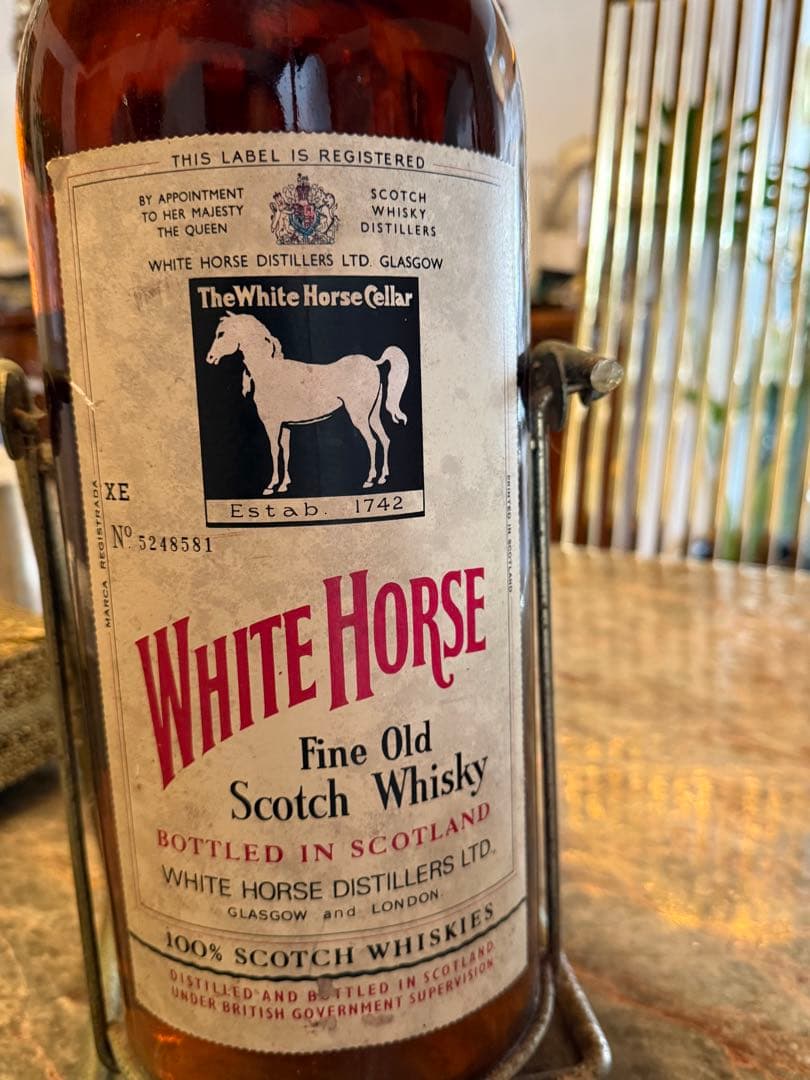 THIS LABEL IS REGISTERED
BY APPOINTMENT
TO HER MAJESTY
THE QUEEN
SCOTCH
WHISKY
DISTILLERS
WHITE HORSE DISTILLERS LTD. GLASGOW
The White Horse Cellar
Estab. 1742
XE
Nº 5248581
MARCA REGISTRADA
PRINTED IN SCOTLAND
WHITE HORSE
Fine Old
Scotch Whisky
BOTTLED IN SCOTLAND
WHITE HORSE DISTILLERS LTD.
GLASGOW and LONDON.
100% SCOTCH WHISKIES
DISTILLED AND BOTTLED IN SCOTLAND
UNDER BRITISH GOVERNMENT SUPERVISION